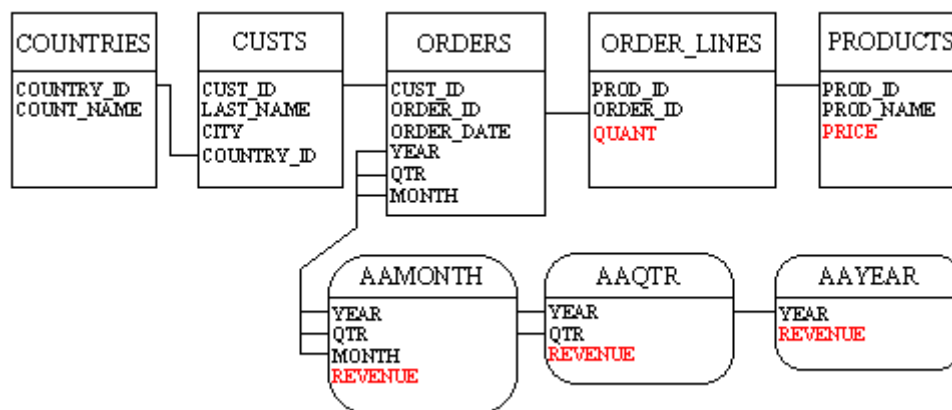 COUNTRIES
COUNTRY_ID
COUNT_NAME
CUSTS
CUST_ID
LAST_NAME
CITY
COUNTRY_ID
ORDERS
CUST_ID
ORDER_ID
ORDER_DATE
YEAR
QTR
MONTH
ORDER_LINES
PROD_ID
ORDER_ID
QUANT
PRODUCTS
PROD_ID
PROD_NAME
PRICE
AAMONTH
YEAR
QTR
MONTH
REVENUE
AAQTR
YEAR
QTR
REVENUE
AAYEAR
YEAR
REVENUE